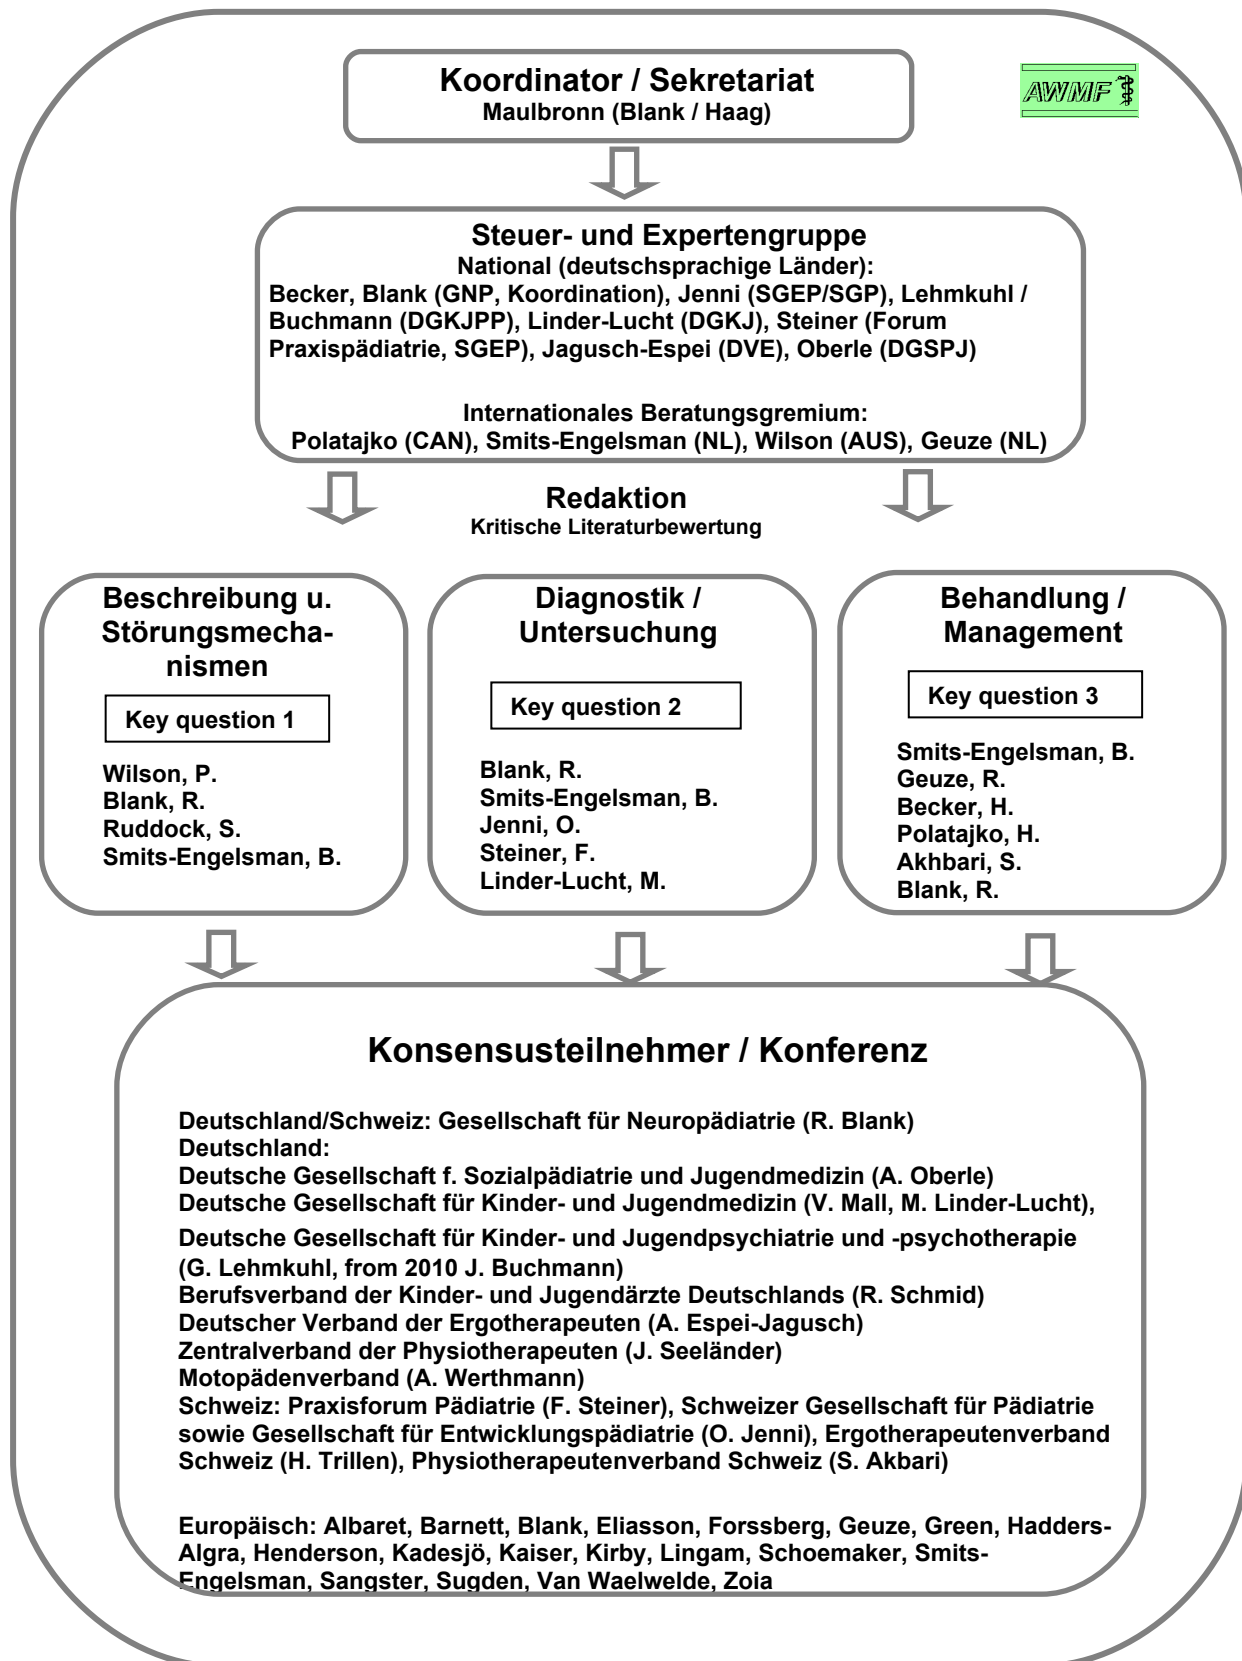 Koordinator / Sekretariat
Maulbronn (Blank / Haag)
AWMF
Steuer- und Expertengruppe
National (deutschsprachige Länder):
Becker, Blank (GNP, Koordination), Jenni (SGEP/SGP), Lehmkuhl /
Buchmann (DGKJPP), Linder-Lucht (DGKJ), Steiner (Forum
Praxispädiatrie, SGEP), Jagusch-Espei (DVE), Oberle (DGSPJ)
Internationales Beratungsgremium:
Polatajko (CAN), Smits-Engelsman (NL), Wilson (AUS), Geuze (NL)
Redaktion
Kritische Literaturbewertung
Beschreibung u.
Störungsmecha-
nismen
Key question 1
Wilson, P.
Blank, R.
Ruddock, S.
Smits-Engelsman, B.
Diagnostik /
Untersuchung
Key question 2
Blank, R.
Smits-Engelsman, B.
Jenni, O.
Steiner, F.
Linder-Lucht, M.
Behandlung /
Management
Key question 3
Smits-Engelsman, B.
Geuze, R.
Becker, H.
Polatajko, H.
Akhbari, S.
Blank, R.
Konsensusteilnehmer / Konferenz
Deutschland/Schweiz: Gesellschaft für Neuropädiatrie (R. Blank)
Deutschland:
Deutsche Gesellschaft f. Sozialpädiatrie und Jugendmedizin (A. Oberle)
Deutsche Gesellschaft für Kinder- und Jugendmedizin (V. Mall, M. Linder-Lucht),
Deutsche Gesellschaft für Kinder- und Jugendpsychiatrie und -psychotherapie
(G. Lehmkuhl, from 2010 J. Buchmann)
Berufsverband der Kinder- und Jugendärzte Deutschlands (R. Schmid)
Deutscher Verband der Ergotherapeuten (A. Espei-Jagusch)
Zentralverband der Physiotherapeuten (J. Seeländer)
Motopädenverband (A. Werthmann)
Schweiz: Praxisforum Pädiatrie (F. Steiner), Schweizer Gesellschaft für Pädiatrie
sowie Gesellschaft für Entwicklungspädiatrie (O. Jenni), Ergotherapeutenverband
Schweiz (H. Trillen), Physiotherapeutenverband Schweiz (S. Akbari)
Europäisch: Albaret, Barnett, Blank, Eliasson, Forssberg, Geuze, Green, Hadders-
Algra, Henderson, Kadesjö, Kaiser, Kirby, Lingam, Schoemaker, Smits-
Engelsman, Sangster, Sugden, Van Waelwelde, Zoia